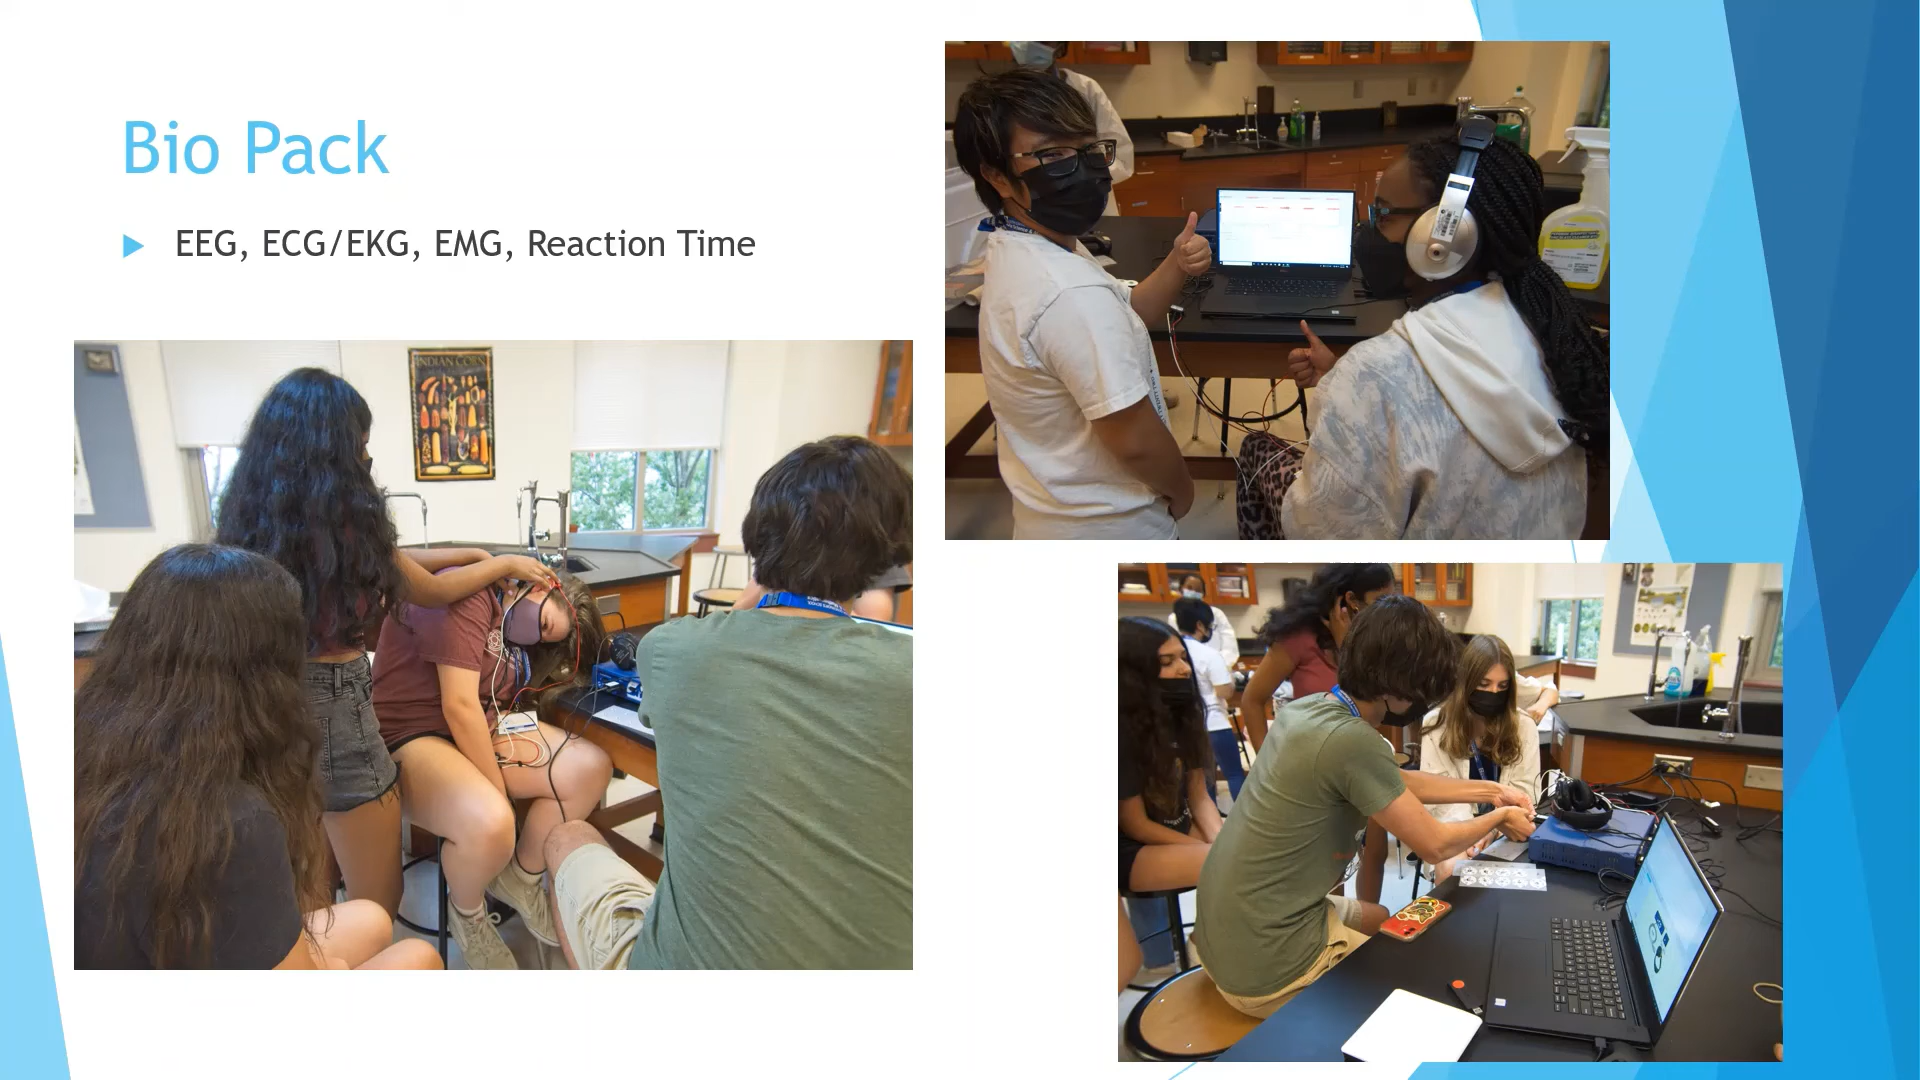 Bio Pack
EEG, ECG/EKG, EMG, Reaction Time
INDIAN CORN